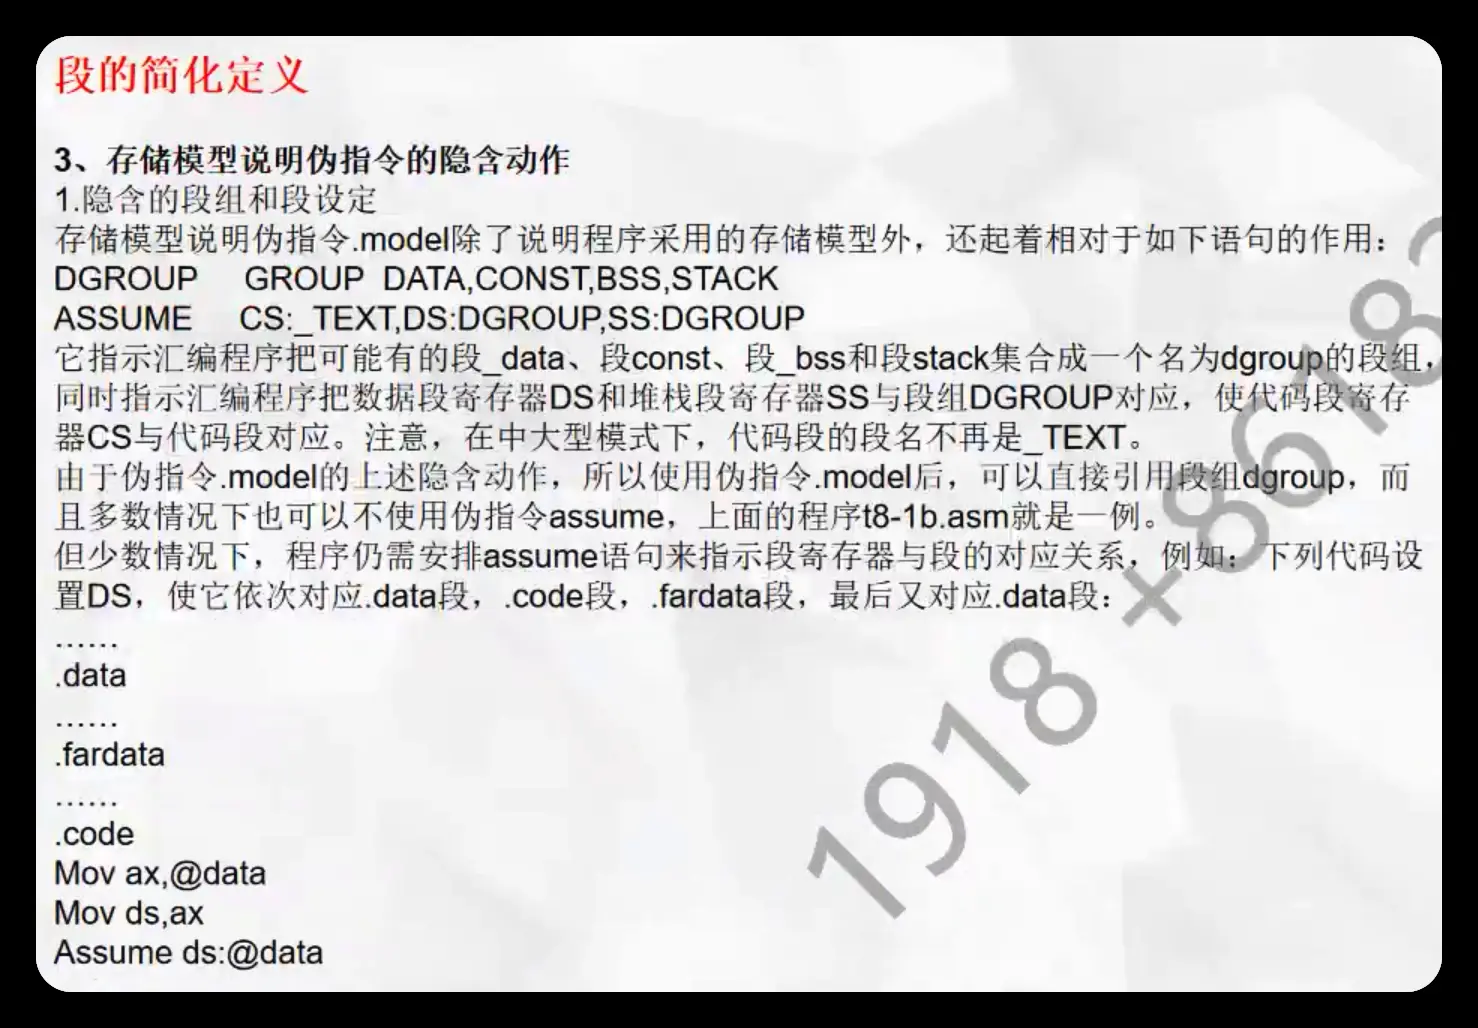 段的简化定义
3、存储模型说明伪指令的隐含动作
1.隐含的段组和段设定
存储模型说明伪指令.model除了说明程序采用的存储模型外，还起着相对于如下语句的作用：
DGROUP GROUP DATA,CONST,BSS,STACK
ASSUME CS:_TEXT,DS:DGROUP,SS:DGROUP
它指示汇编程序把可能有的段_data、段const、段_bss和段stack集合成一个名为dgroup的段组，
同时指示汇编程序把数据段寄存器DS和堆栈段寄存器SS与段组DGROUP对应，使代码段寄存
器CS与代码段对应。注意，在中大型模式下，代码段的段名不再是_TEXT。
由于伪指令.model的上述隐含动作，所以使用伪指令.model后，可以直接引用段组dgroup，而
且多数情况下也可以不使用伪指令assume，上面的程序t8-1b.asm就是一例。
但少数情况下，程序仍需安排assume语句来指示段寄存器与段的对应关系，例如：下列代码设
置DS，使它依次对应.data段，.code段，.fardata段，最后又对应.data段：
……
.data
……
.fardata
……
.code
Mov ax,@data
Mov ds,ax
Assume ds:@data
1918 +86182